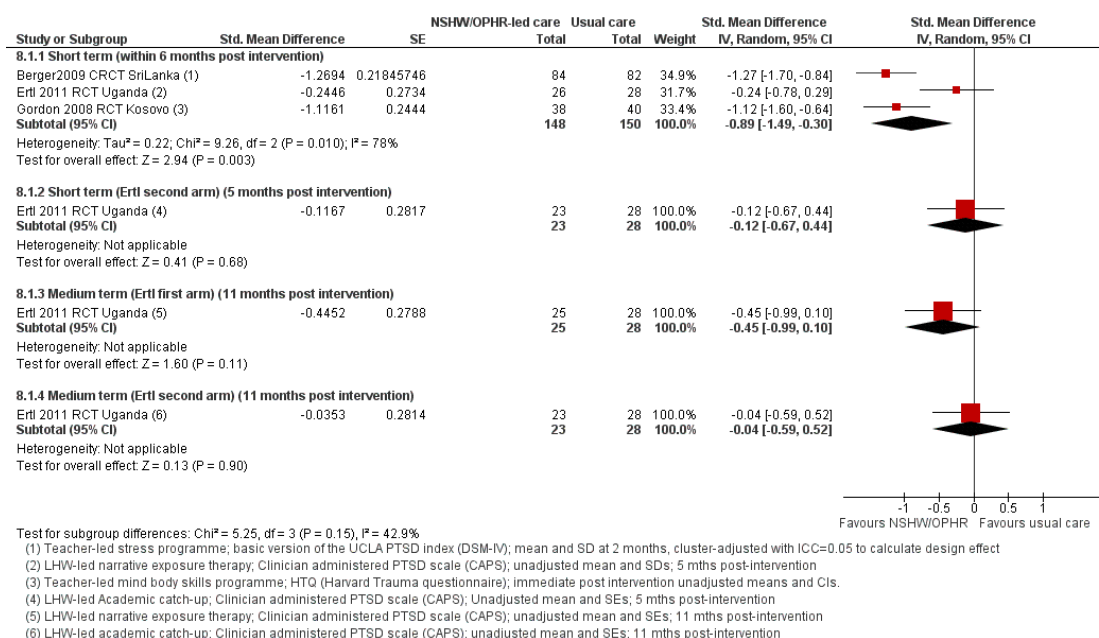 NSHW/OPHR-led care Usual care Std. Mean Difference Std. Mean Difference
Study or Subgroup Std. Mean Difference SE Total Total Weight IV, Random, 95% CI IV, Random, 95% CI
8.1.1 Short term (within 6 months post intervention)
Berger2009 CRCT SriLanka (1) -1.2694 0.21845746 84 82 34.9% -1.27 [-1.70, -0.84]
Ertl 2011 RCT Uganda (2) -0.2446 0.2734 26 28 31.7% -0.24 [-0.78, 0.29]
Gordon 2008 RCT Kosovo (3) -1.1161 0.2444 38 40 33.4% -1.12 [-1.60, -0.64]
Subtotal (95% CI) 148 150 100.0% -0.89 [-1.49, -0.30]
Heterogeneity: Tau² = 0.22; Chi² = 9.26, df = 2 (P = 0.010); I² = 78%
Test for overall effect: Z = 2.94 (P = 0.003)
8.1.2 Short term (Ertl second arm) (5 months post intervention)
Ertl 2011 RCT Uganda (4) -0.1167 0.2817 23 28 100.0% -0.12 [-0.67, 0.44]
Subtotal (95% CI) 23 28 100.0% -0.12 [-0.67, 0.44]
Heterogeneity: Not applicable
Test for overall effect: Z = 0.41 (P = 0.68)
8.1.3 Medium term (Ertl first arm) (11 months post intervention)
Ertl 2011 RCT Uganda (5) -0.4452 0.2788 25 28 100.0% -0.45 [-0.99, 0.10]
Subtotal (95% CI) 25 28 100.0% -0.45 [-0.99, 0.10]
Heterogeneity: Not applicable
Test for overall effect: Z = 1.60 (P = 0.11)
8.1.4 Medium term (Ertl second arm) (11 months post intervention)
Ertl 2011 RCT Uganda (6) -0.0353 0.2814 23 28 100.0% -0.04 [-0.59, 0.52]
Subtotal (95% CI) 23 28 100.0% -0.04 [-0.59, 0.52]
Heterogeneity: Not applicable
Test for overall effect: Z = 0.13 (P = 0.90)
-1 -0.5 0 0.5 1
Favours NSHW/OPHR Favours usual care
Test for subgroup differences: Chi² = 5.25, df = 3 (P = 0.15), I² = 42.9%
(1) Teacher-led stress programme; basic version of the UCLA PTSD index (DSM-IV); mean and SD at 2 months, cluster-adjusted with ICC=0.05 to calculate design effect
(2) LHW-led narrative exposure therapy; Clinician administered PTSD scale (CAPS); unadjusted mean and SDs; 5 mths post-intervention
(3) Teacher-led mind body skills programme; HTQ (Harvard Trauma questionnaire); immediate post intervention unadjusted means and CIs.
(4) LHW-led Academic catch-up; Clinician administered PTSD scale (CAPS); Unadjusted mean and SEs; 5 mths post-intervention
(5) LHW-led narrative exposure therapy; Clinician administered PTSD scale (CAPS); unadjusted mean and SEs; 11 mths post-intervention
(6) LHW-led academic catch-up; Clinician administered PTSD scale (CAPS); unadjusted mean and SEs; 11 mths post-intervention